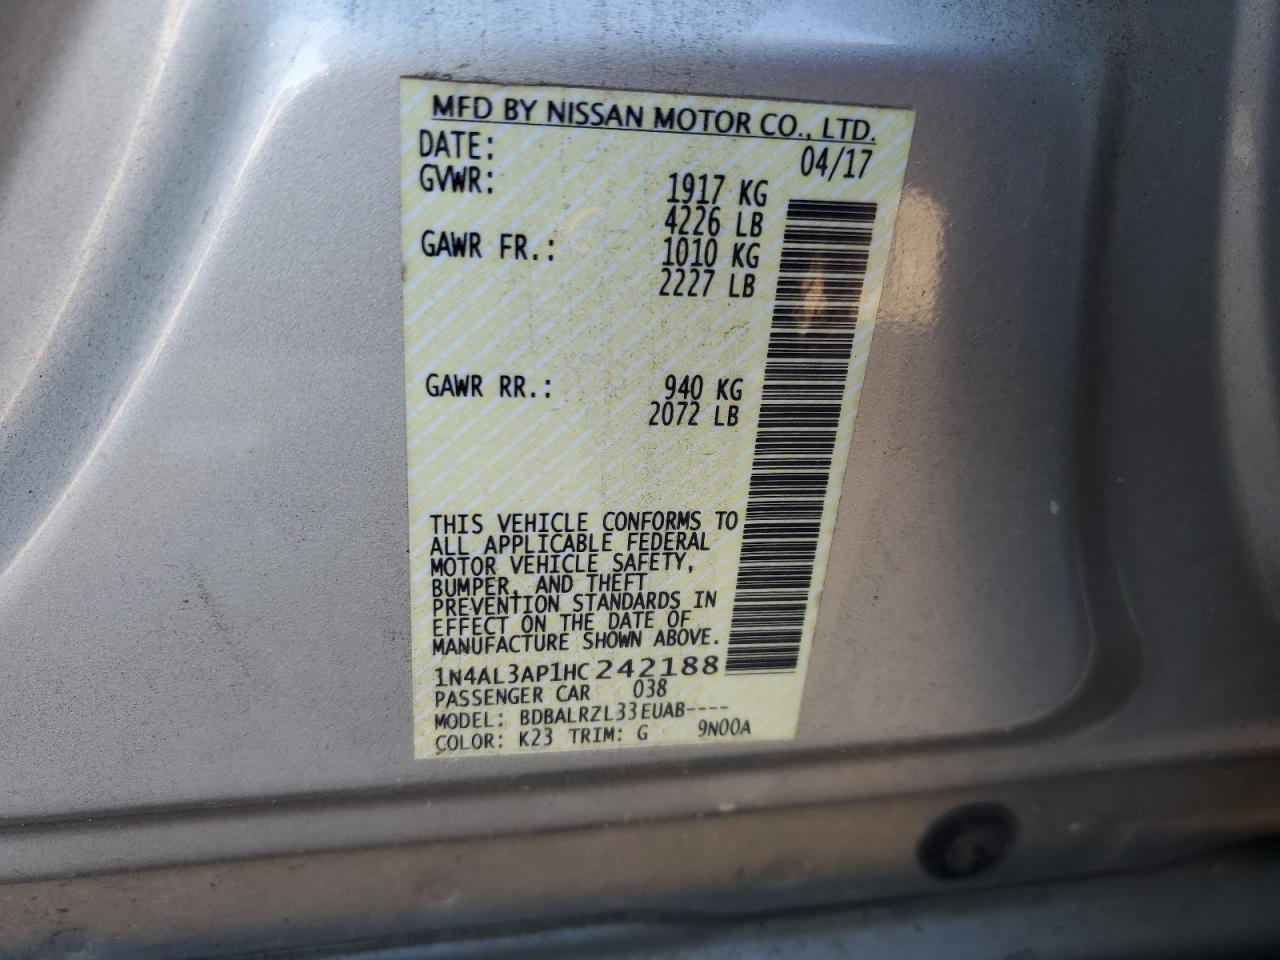 MFD BY NISSAN MOTOR CO., LTD.
DATE: 04/17
GVWR: 1917 KG
4226 LB
GAWR FR.: 1010 KG
2227 LB
GAWR RR.: 940 KG
2072 LB
THIS VEHICLE CONFORMS TO
ALL APPLICABLE FEDERAL
MOTOR VEHICLE SAFETY,
BUMPER, AND THEFT
PREVENTION STANDARDS IN
EFFECT ON THE DATE OF
MANUFACTURE SHOWN ABOVE.
1N4AL3AP1HC242188
PASSENGER CAR 038
MODEL: BDBALRZL33EUAB----
COLOR: K23 TRIM: G 9N00A